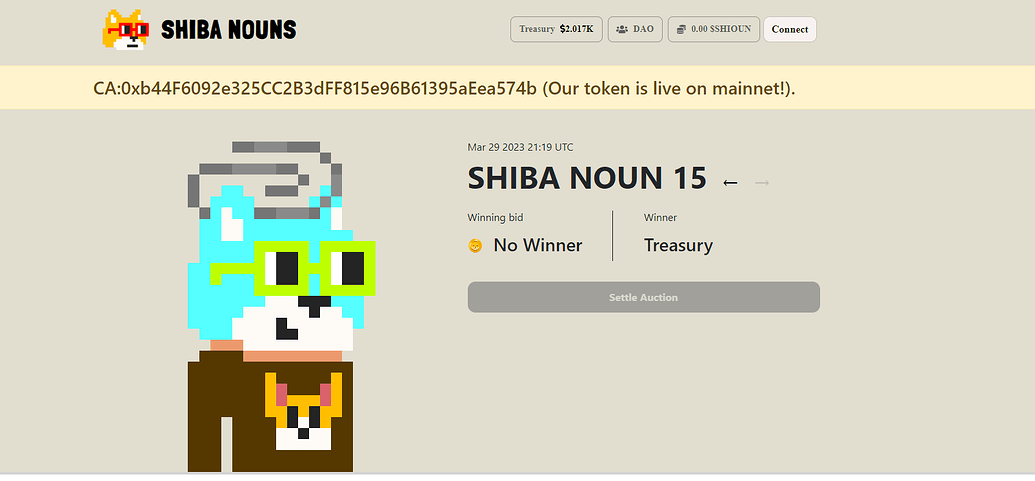 SHIBA NOUNS
Treasury $2.017K
DAO
0.00 $SHIOUN
Connect
CA:0xb44F6092e325CC2B3dFF815e96B61395aEea574b (Our token is live on mainnet!).
Mar 29 2023 21:19 UTC
SHIBA NOUN 15 ← →
Winning bid
Winner
No Winner
Treasury
Settle Auction